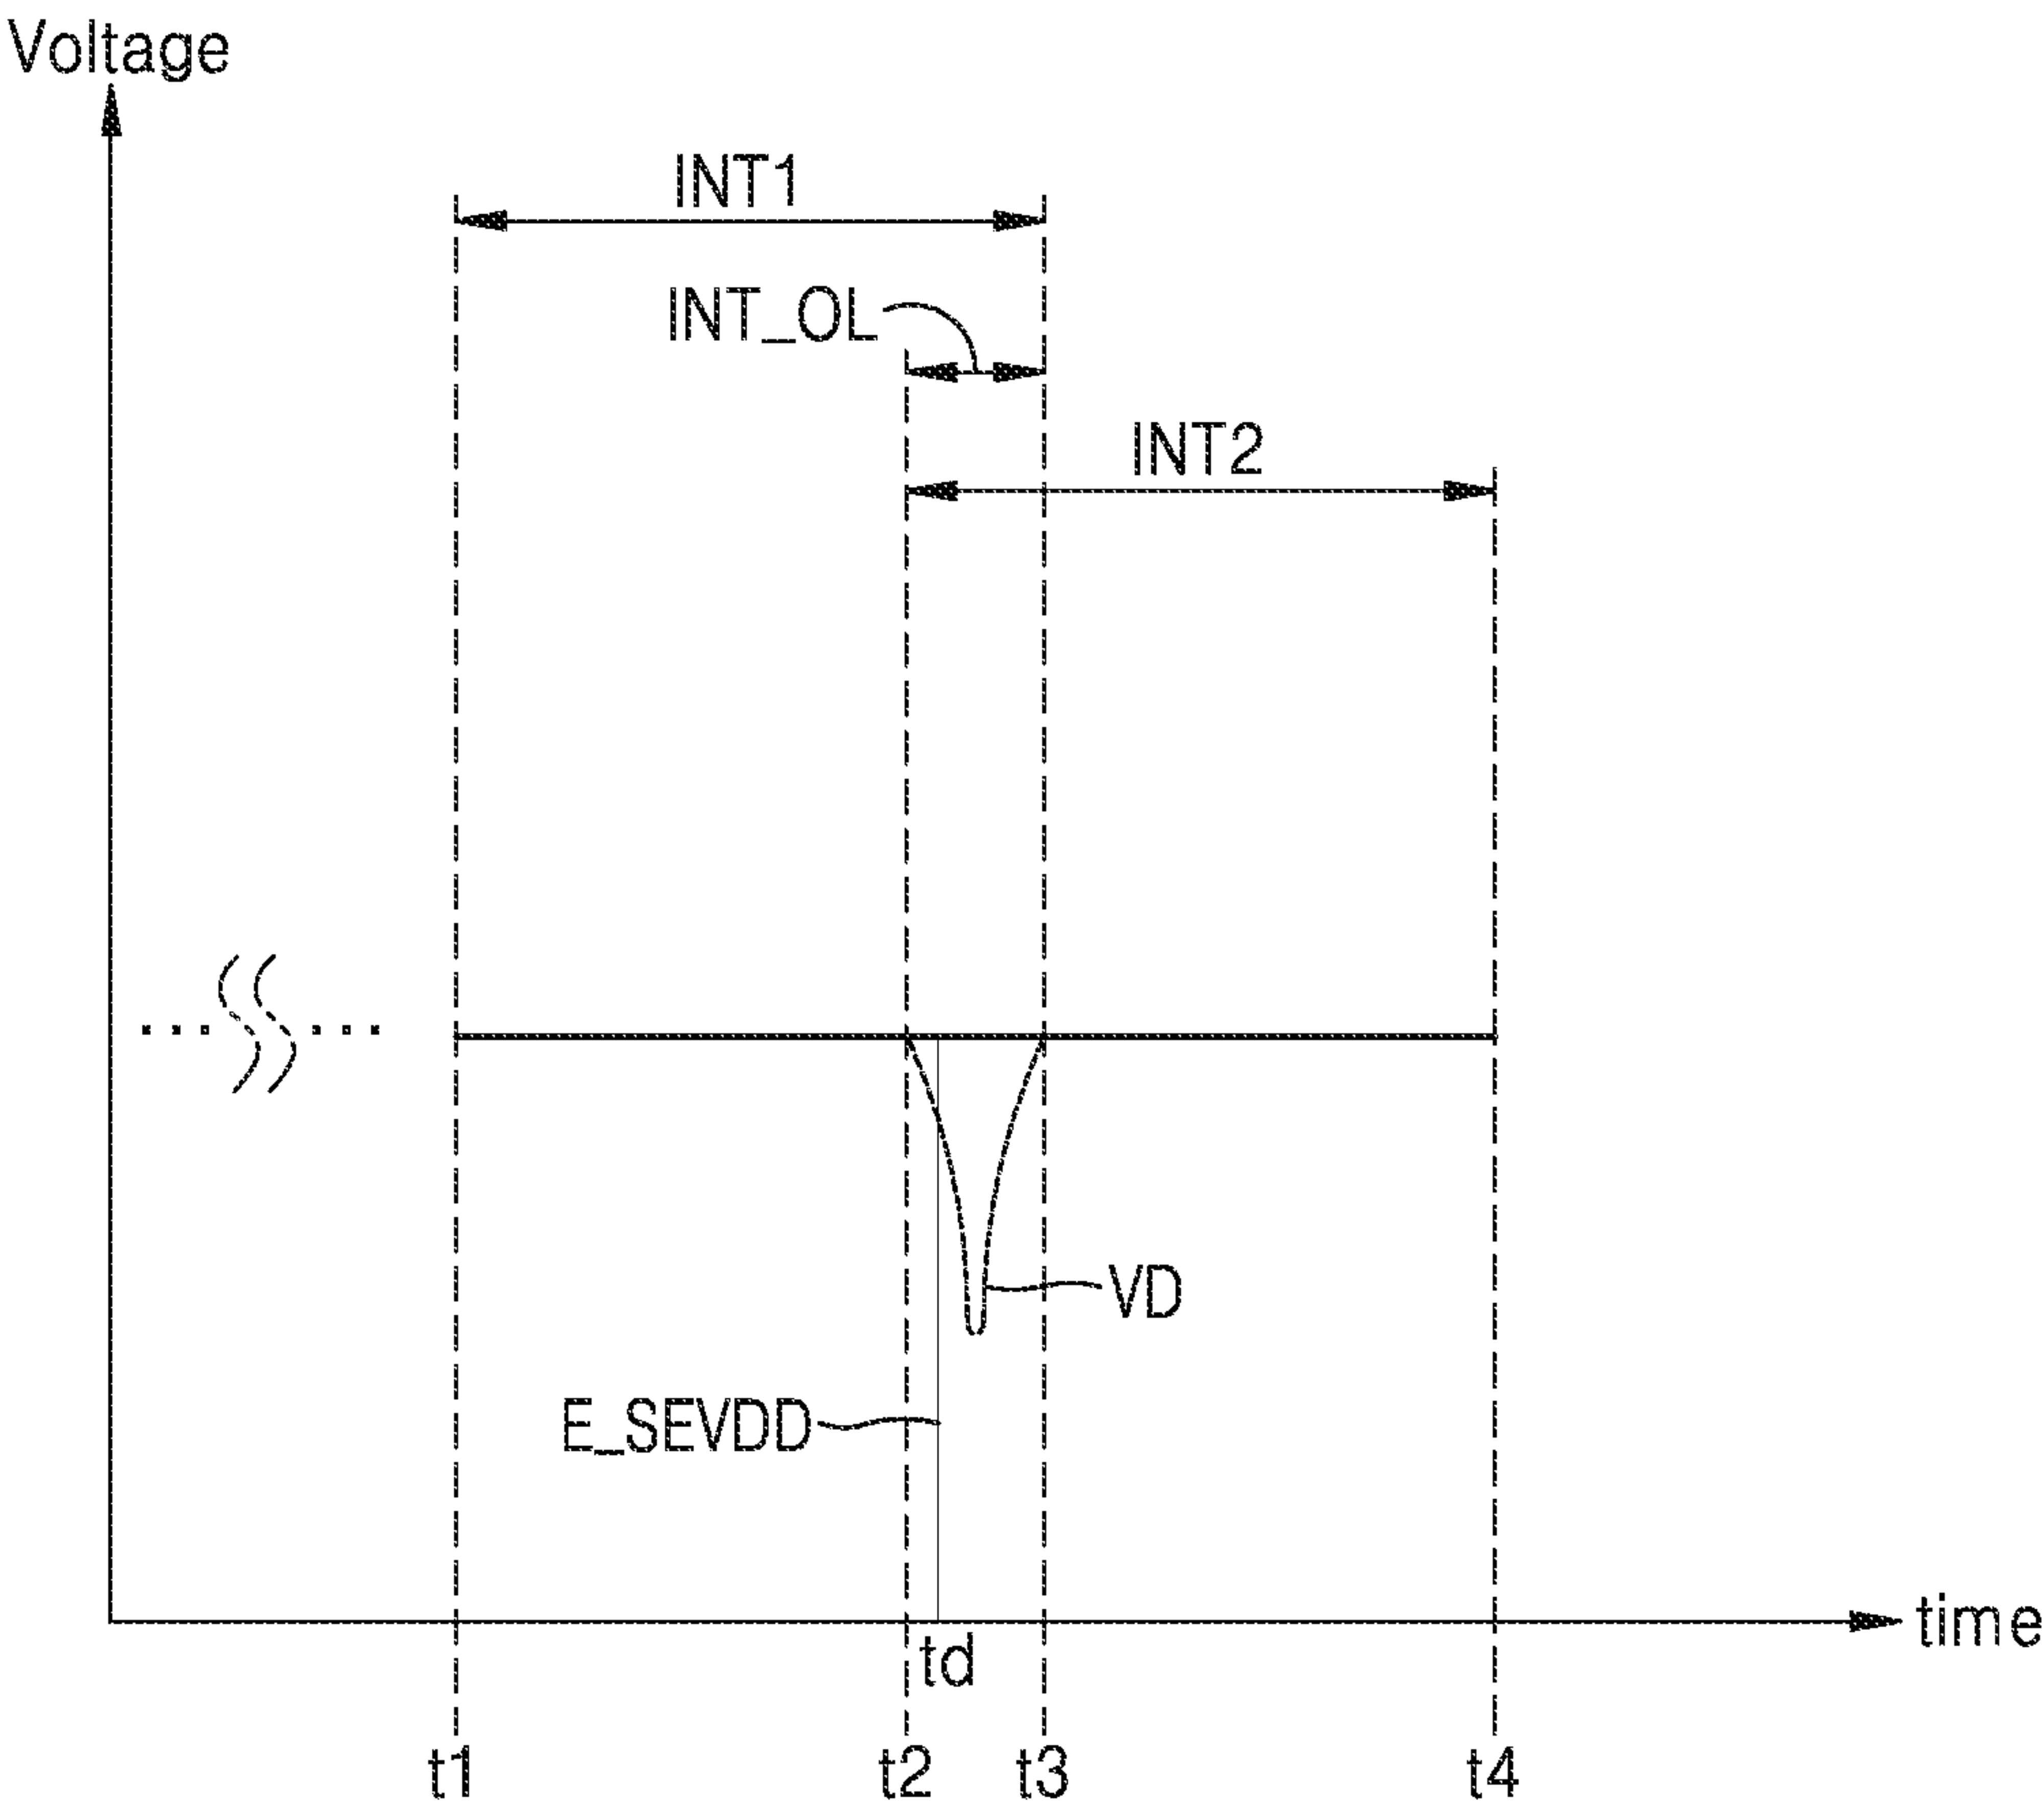 Voltage
INT1
INT_OL
INT2
VD
E_SEVDD
time
td
t1
t2
t3
t4